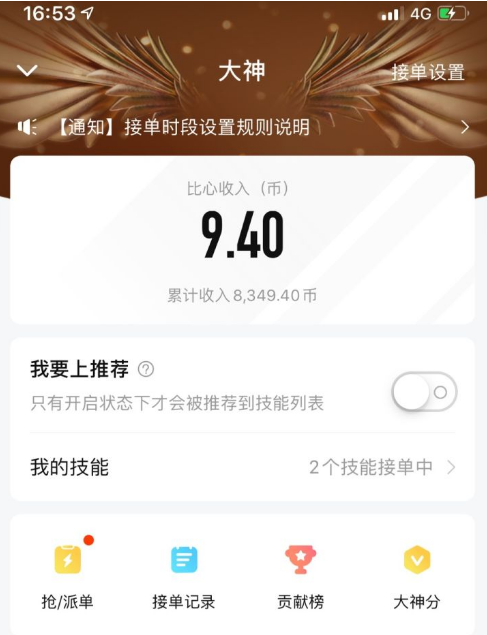 16:53
4G
大神
接单设置
【通知】接单时段设置规则说明
比心收入（币）
9.40
累计收入8,349.40币
我要上推荐
只有开启状态下才会被推荐到技能列表
我的技能
2个技能接单中
抢/派单
接单记录
贡献榜
大神分